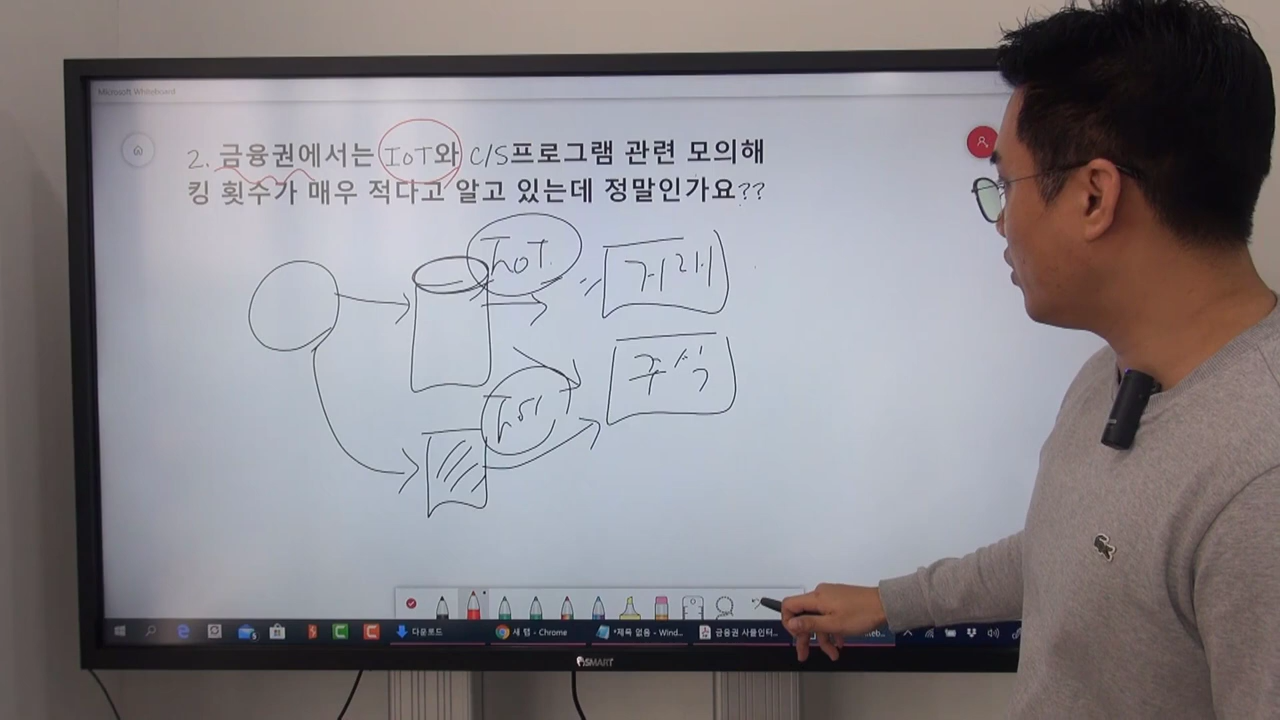 Microsoft Whiteboard
2. 금융권에서는 IoT와 C/S프로그램 관련 모의해
킹 횟수가 매우 적다고 알고 있는데 정말인가요??
IoT
거래
주식
다운로드
새 탭 - Chrome
*제목 없음 - Wind...
금융권 사물인터...
SMART